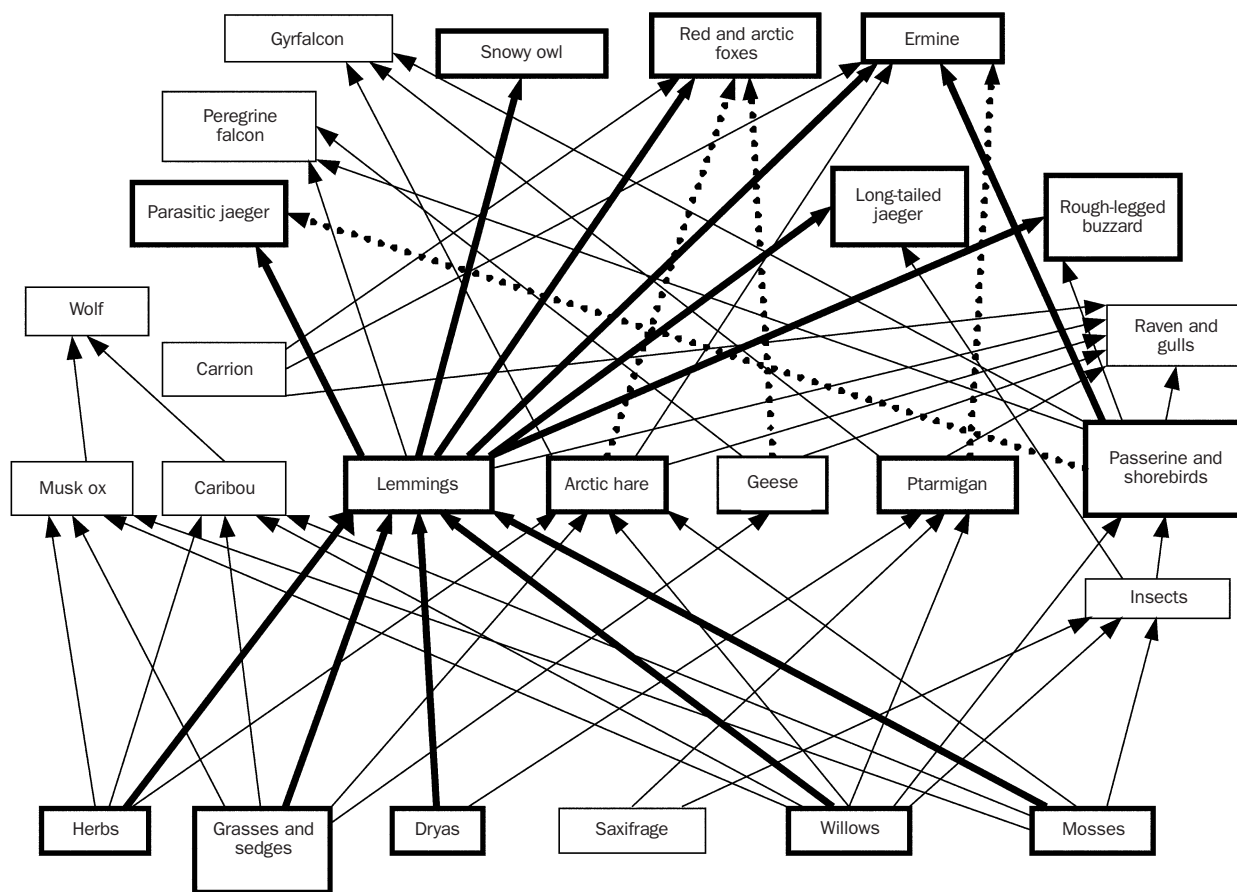 Gyrfalcon
Snowy owl
Red and arctic
foxes
Ermine
Peregrine
falcon
Parasitic jaeger
Long-tailed
jaeger
Rough-legged
buzzard
Wolf
Carrion
Raven and
gulls
Musk ox
Caribou
Lemmings
Arctic hare
Geese
Ptarmigan
Passerine and
shorebirds
Insects
Herbs
Grasses and
sedges
Dryas
Saxifrage
Willows
Mosses